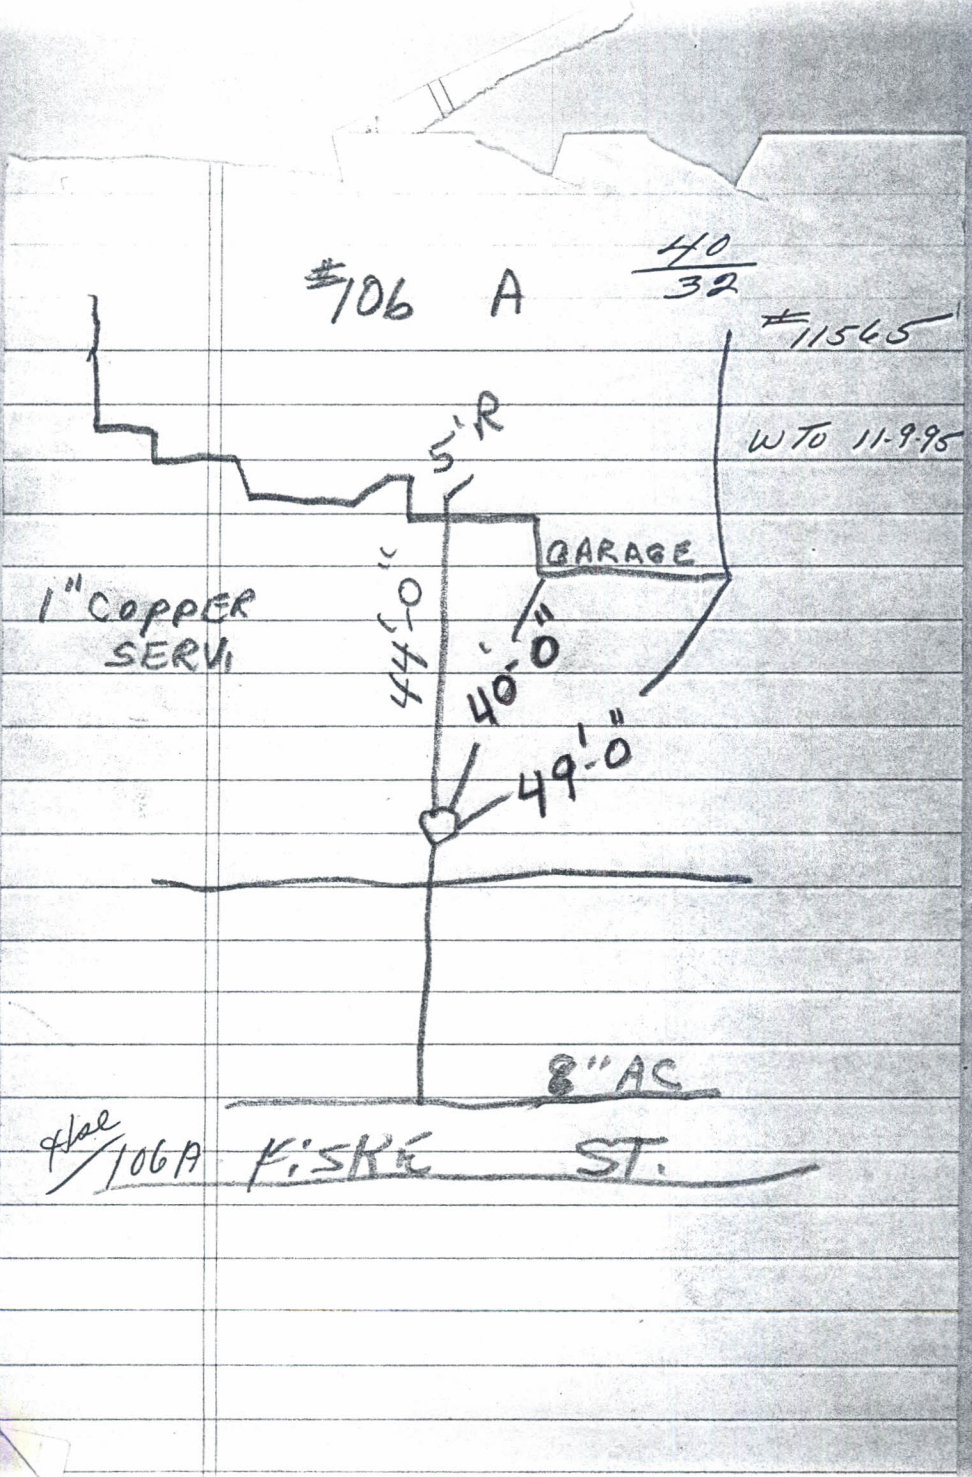 #106 A
40
32
#11565
WTO 11-9-95
5' R
GARAGE
1" COPPER
SERV.
44'-0"
40'-0"
49'-0"
8" AC
Hse
106A FISKE ST.